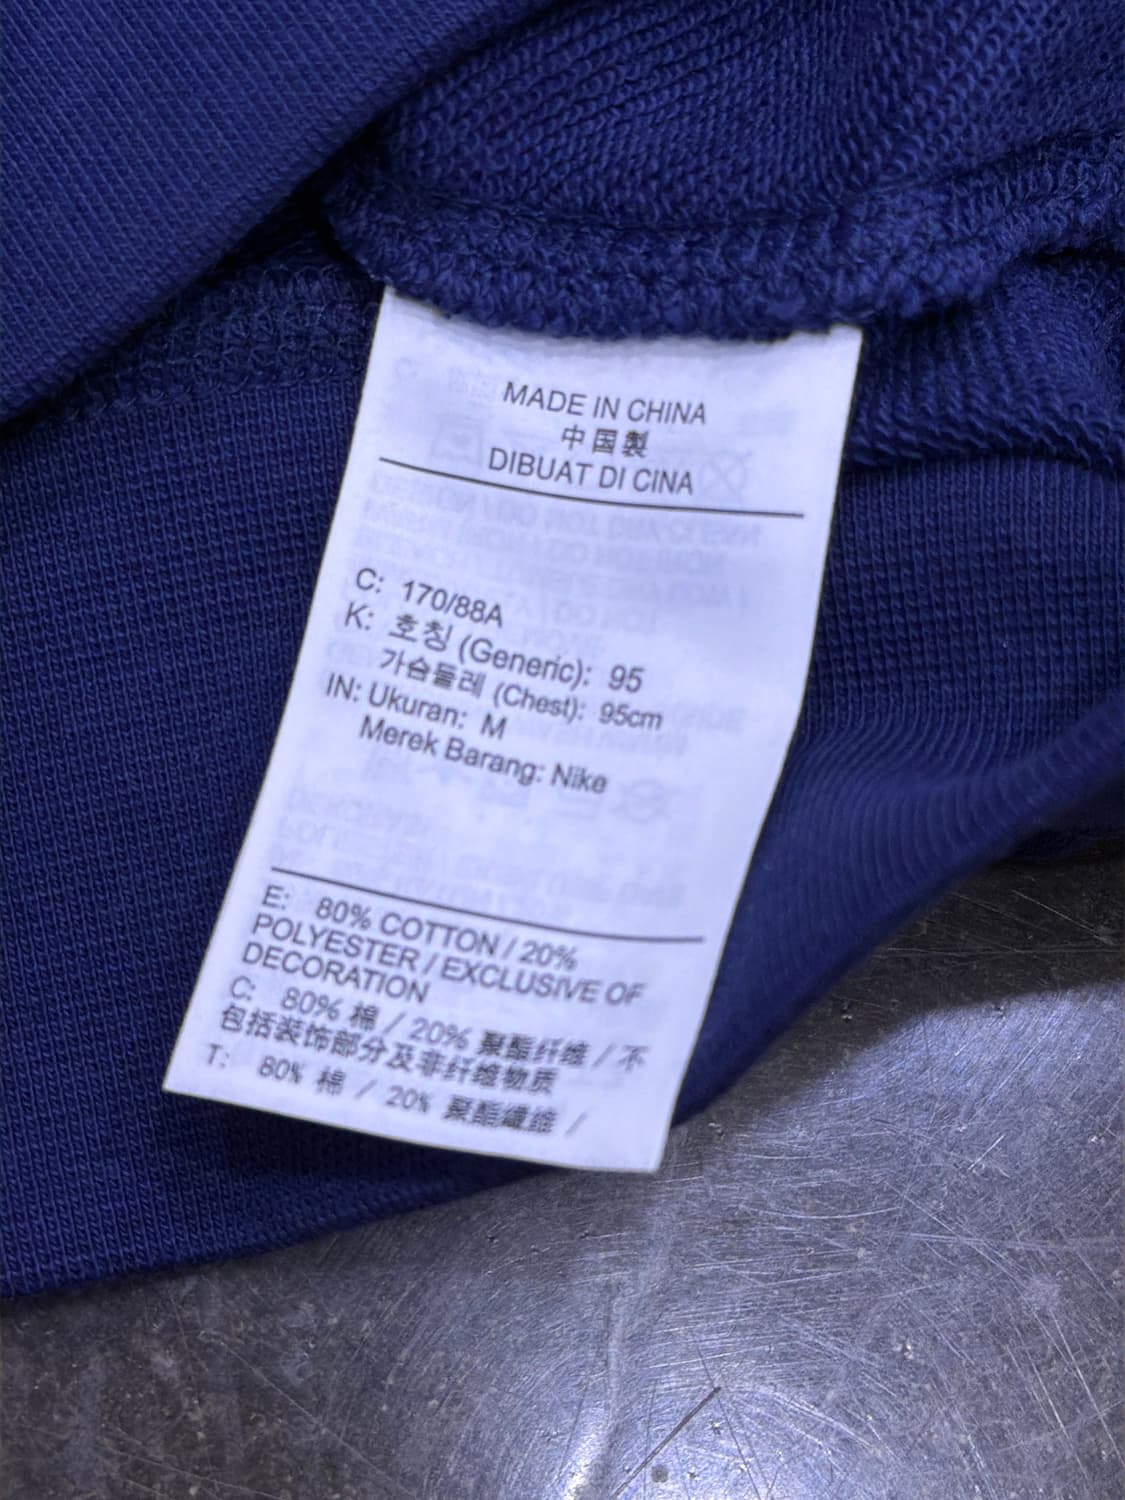 MADE IN CHINA
中国製
DIBUAT DI CINA
C: 170/88A
K: 호칭 (Generic): 95
가슴둘레 (Chest): 95cm
IN: Ukuran: M
Merek Barang: Nike
E: 80% COTTON / 20%
POLYESTER / EXCLUSIVE OF
DECORATION
C: 80% 棉 / 20% 聚酯纤维 / 不
包括装饰部分及非纤维物质
T: 80% 棉 / 20% 聚酯纖維 /